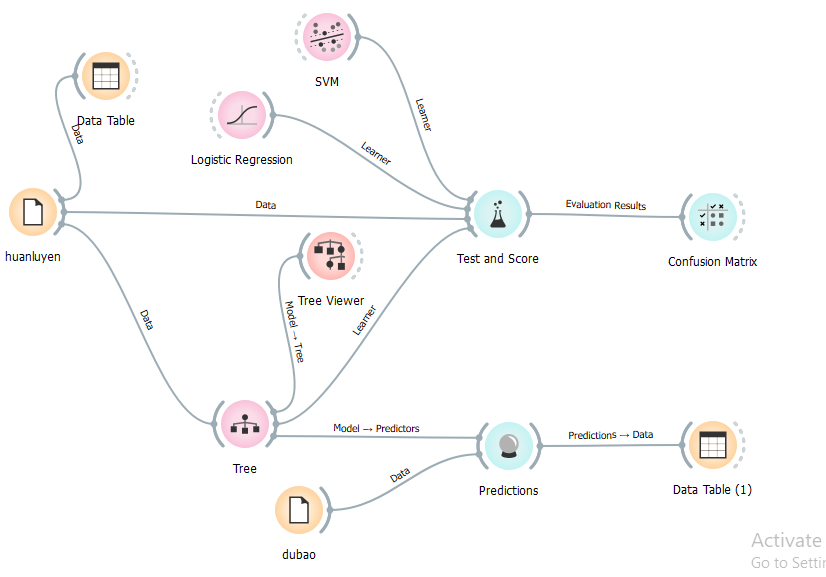 SVM
Data Table
Data
Learner
Logistic Regression
Learner
Data
huanluyen
Test and Score
Evaluation Results
Confusion Matrix
Tree Viewer
Data
Model → Tree
Learner
Tree
Model → Predictors
Predictions
Predictions → Data
Data Table (1)
Data
dubao
Activate
Go to Settin